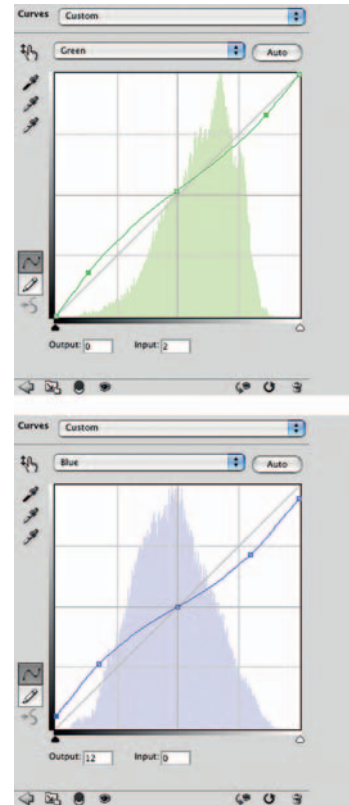 Curves Custom
Green Auto
Output: 0 Input: 2
Curves Custom
Blue Auto
Output: 12 Input: 0